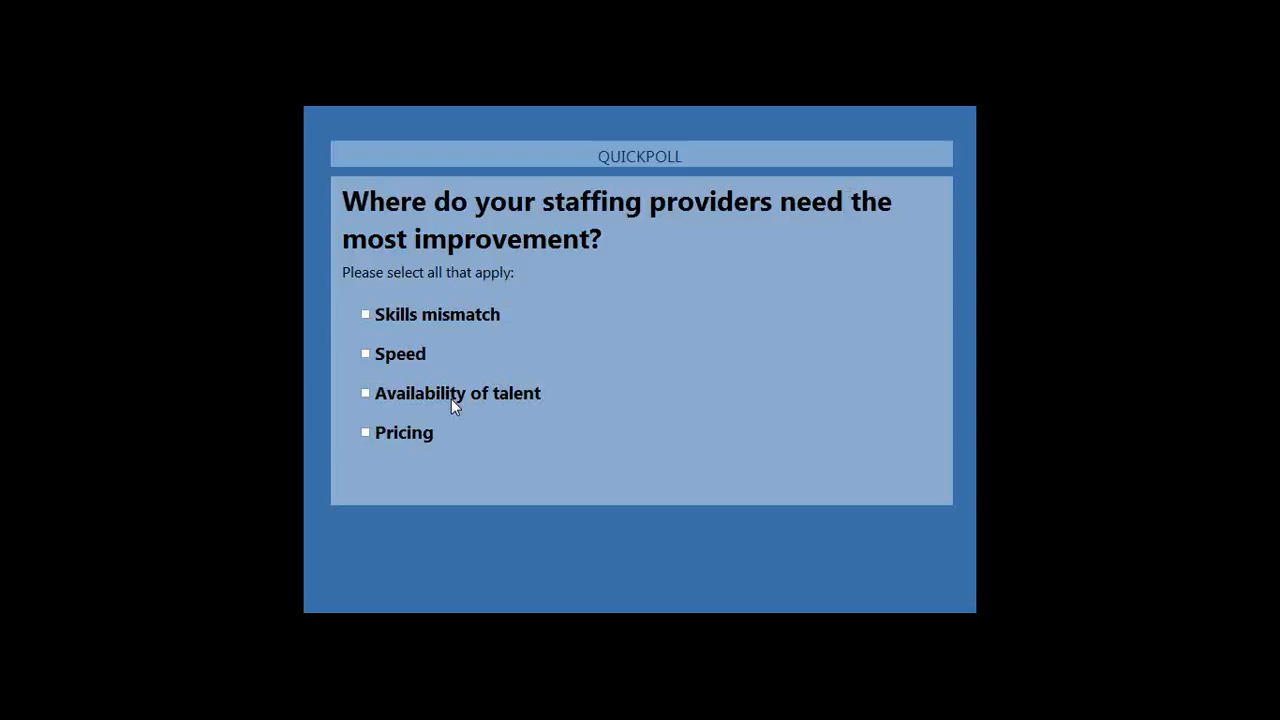 QUICKPOLL
Where do your staffing providers need the
most improvement?
Please select all that apply:
Skills mismatch
Speed
Availability of talent
Pricing